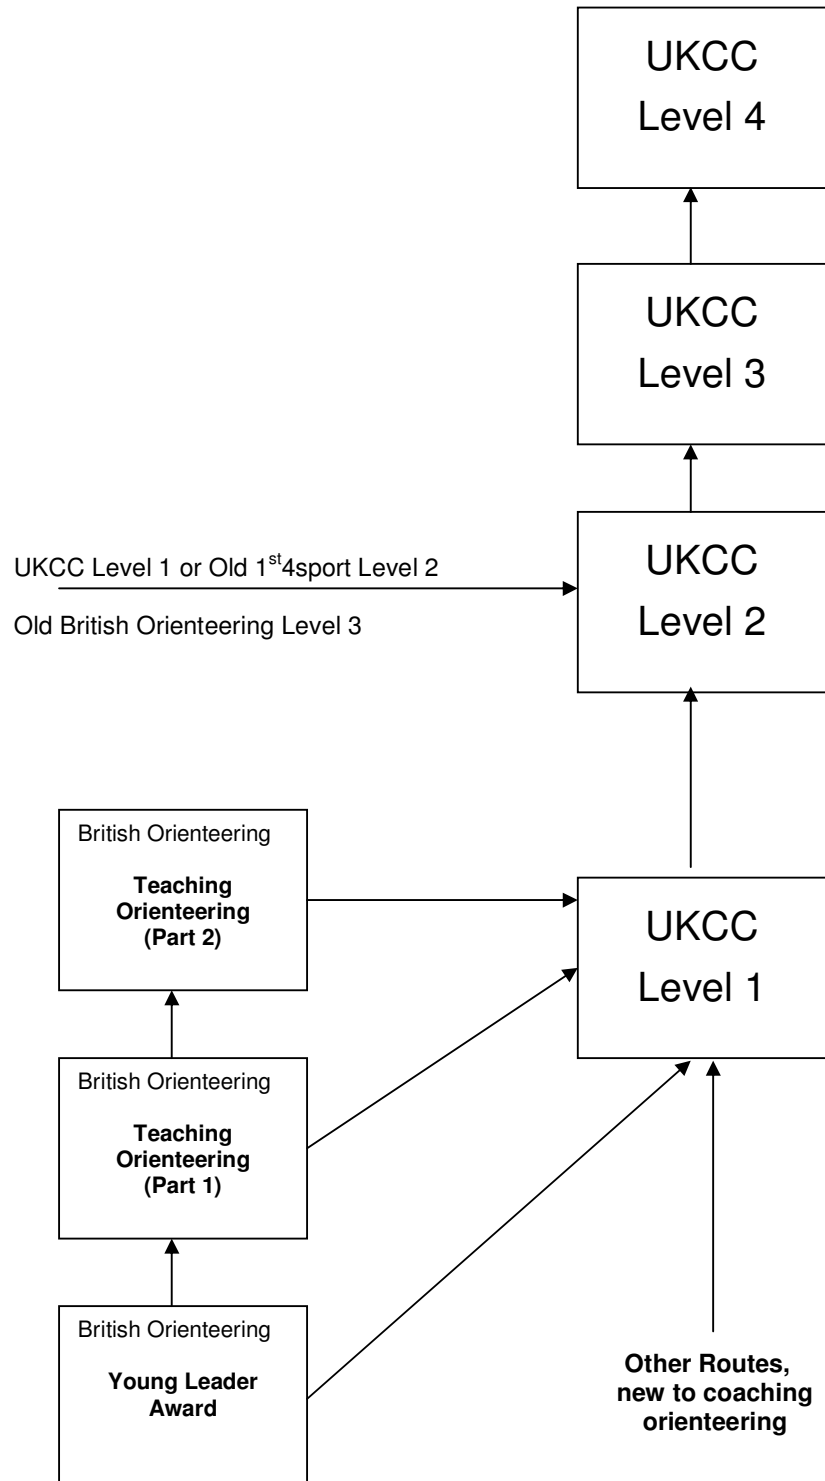 UKCC
Level 4
UKCC
Level 3
UKCC
Level 2
UKCC Level 1 or Old 1st4sport Level 2
Old British Orienteering Level 3
British Orienteering
Teaching
Orienteering
(Part 2)
UKCC
Level 1
British Orienteering
Teaching
Orienteering
(Part 1)
British Orienteering
Young Leader
Award
Other Routes,
new to coaching
orienteering